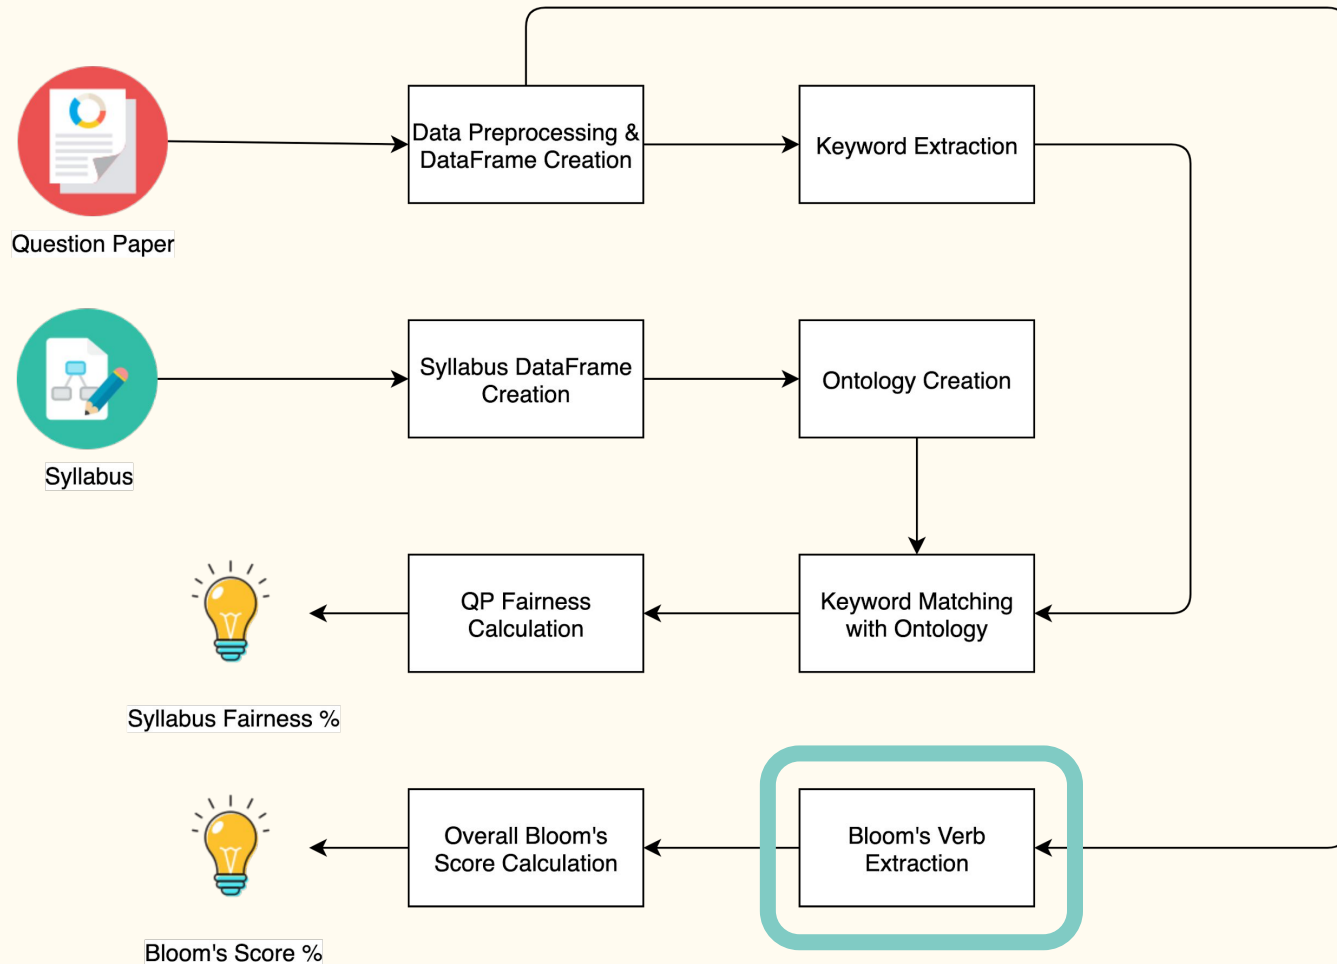 Data Preprocessing &
DataFrame Creation
Keyword Extraction
Question Paper
Syllabus DataFrame
Creation
Ontology Creation
Syllabus
QP Fairness
Calculation
Keyword Matching
with Ontology
Syllabus Fairness %
Overall Bloom's
Score Calculation
Bloom's Verb
Extraction
Bloom's Score %